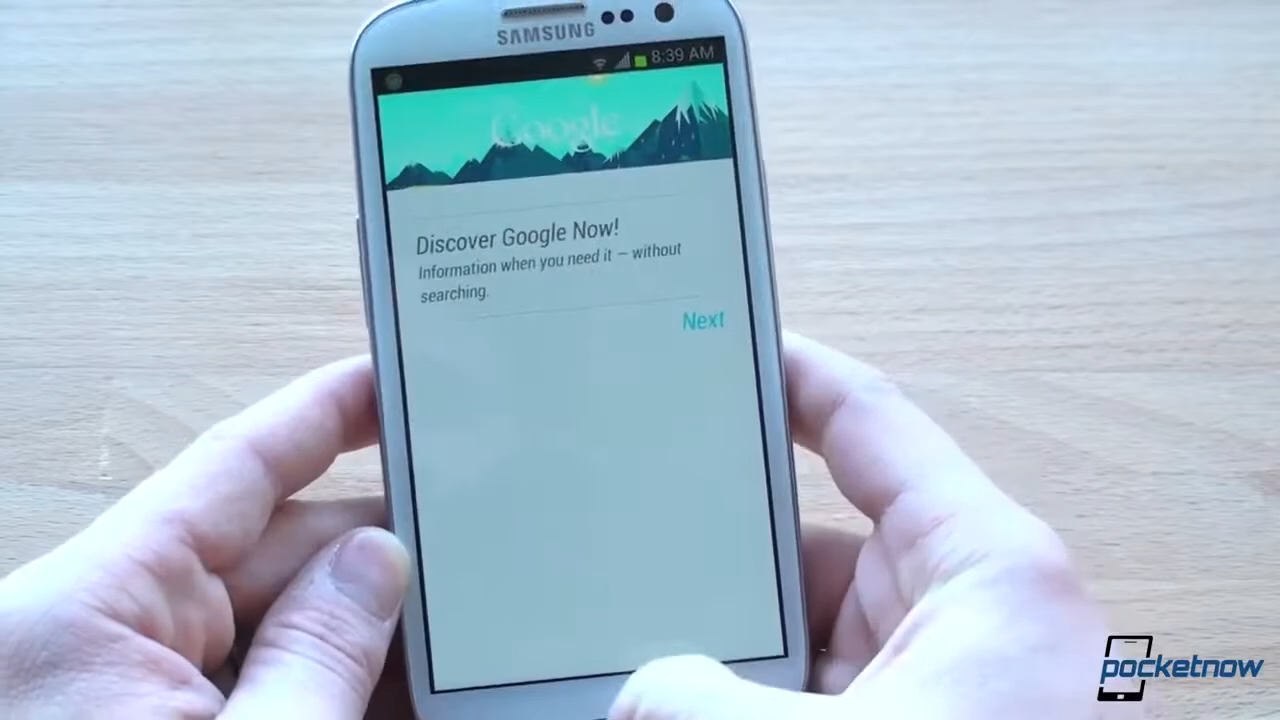 SAMSUNG
8:39 AM
Google
Discover Google Now!
Information when you need it – without
searching.
Next
pocketnow